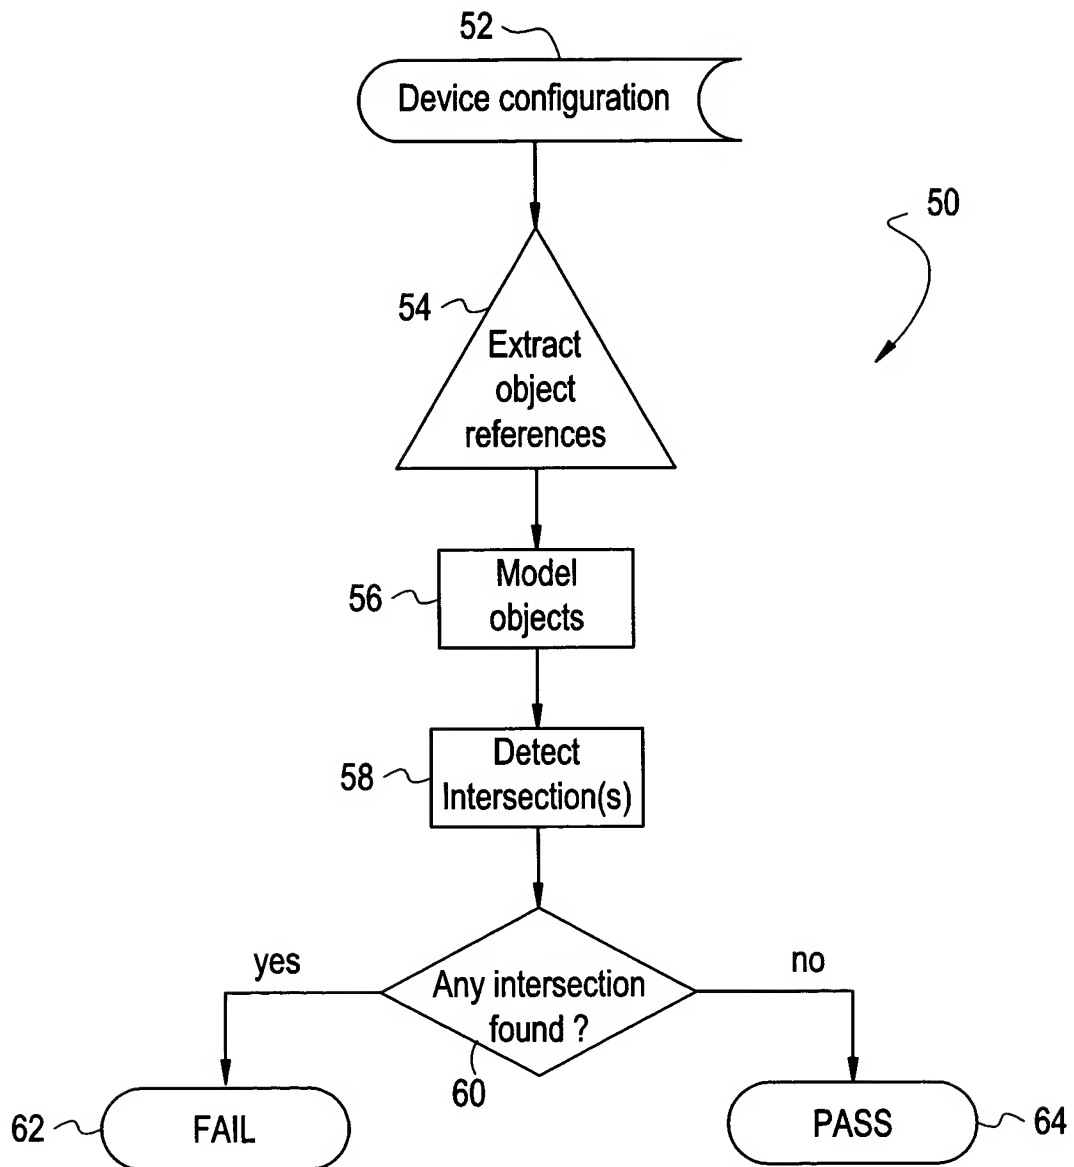 52
Device configuration
50
54
Extract
object
references
56
Model
objects
58
Detect
Intersection(s)
yes
no
Any intersection
found ?
60
62
FAIL
PASS
64